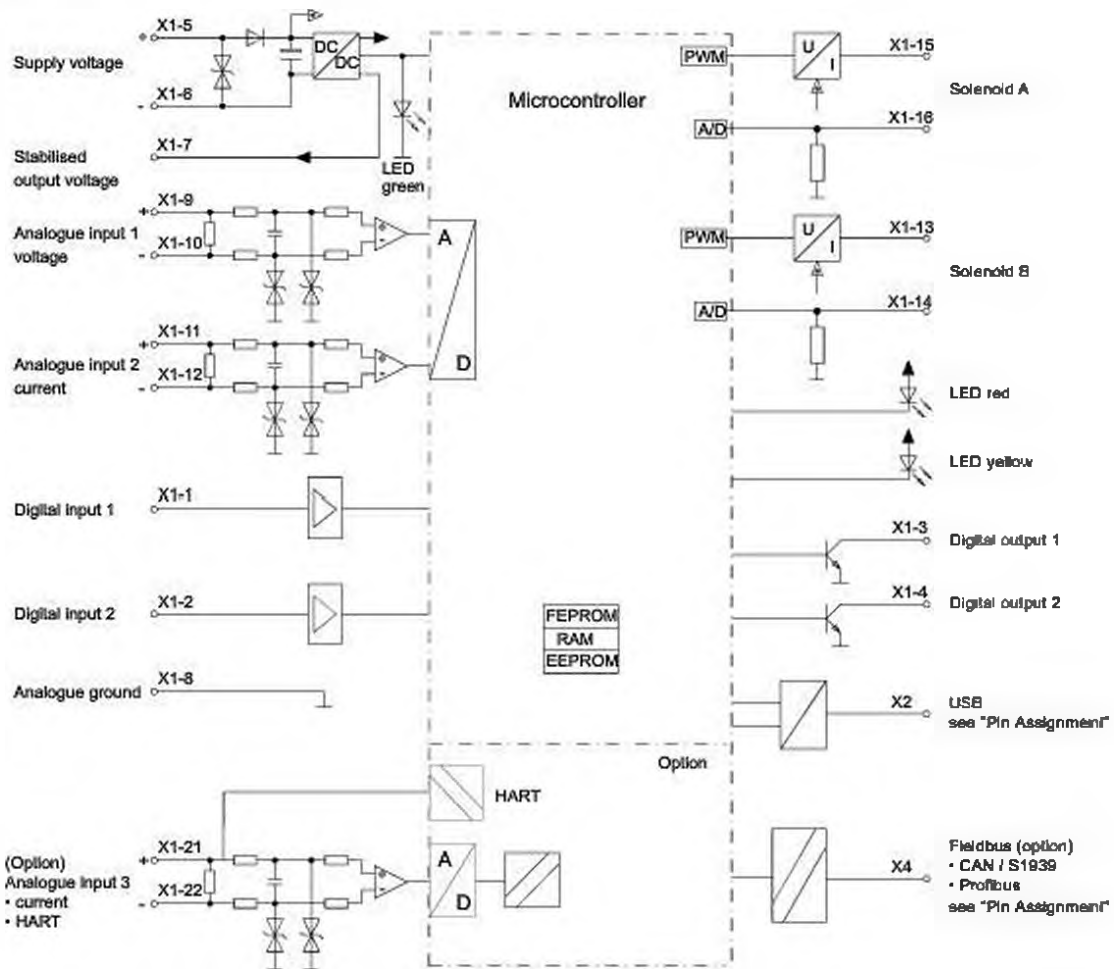 X1-5
+
Supply voltage
X1-6
-
DC
DC
X1-7
Stabilised
output voltage
LED
green
X1-9
+
Analogue input 1
voltage
X1-10
-
+
-
A
D
X1-11
+
Analogue input 2
current
X1-12
-
+
-
X1-1
Digital input 1
X1-2
Digital input 2
X1-8
Analogue ground
X1-21
+
(Option)
Analogue input 3
• current
• HART
X1-22
-
+
-
A
D
HART
Option
Microcontroller
FEPROM
RAM
EEPROM
PWM
U
I
X1-15
Solenoid A
A/D
X1-16
PWM
U
I
X1-13
Solenoid B
A/D
X1-14
LED red
LED yellow
X1-3
Digital output 1
X1-4
Digital output 2
X2
USB
see "Pin Assignment"
X4
Fieldbus (option)
• CAN / S1939
• Profibus
see "Pin Assignment"